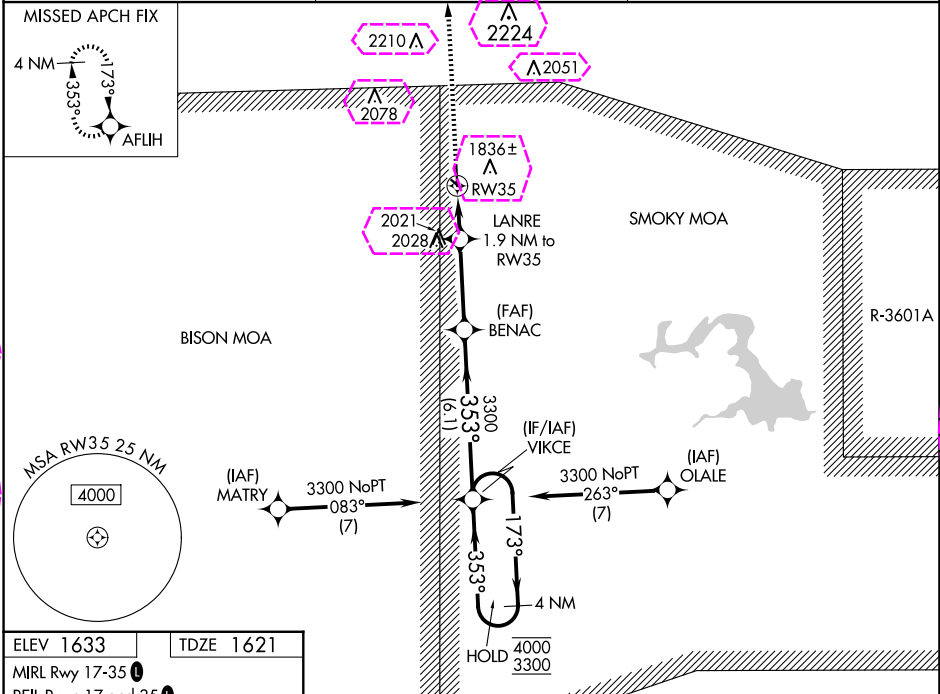 MISSED APCH FIX
4 NM
353°
173°
AFLIH
2210
2224
2051
2078
1836±
RW35
2021
2028
LANRE
1.9 NM to
RW35
SMOKY MOA
(FAF)
BENAC
BISON MOA
R-3601A
3300
353°
(6.1)
(IF/IAF)
VIKCE
MSA RW35 25 NM
4000
(IAF)
MATRY
3300 NoPT
083°
(7)
3300 NoPT
263°
(7)
(IAF)
OLALE
173°
353°
4 NM
HOLD
4000
3300
ELEV 1633
TDZE 1621
MIRL Rwy 17-35 L